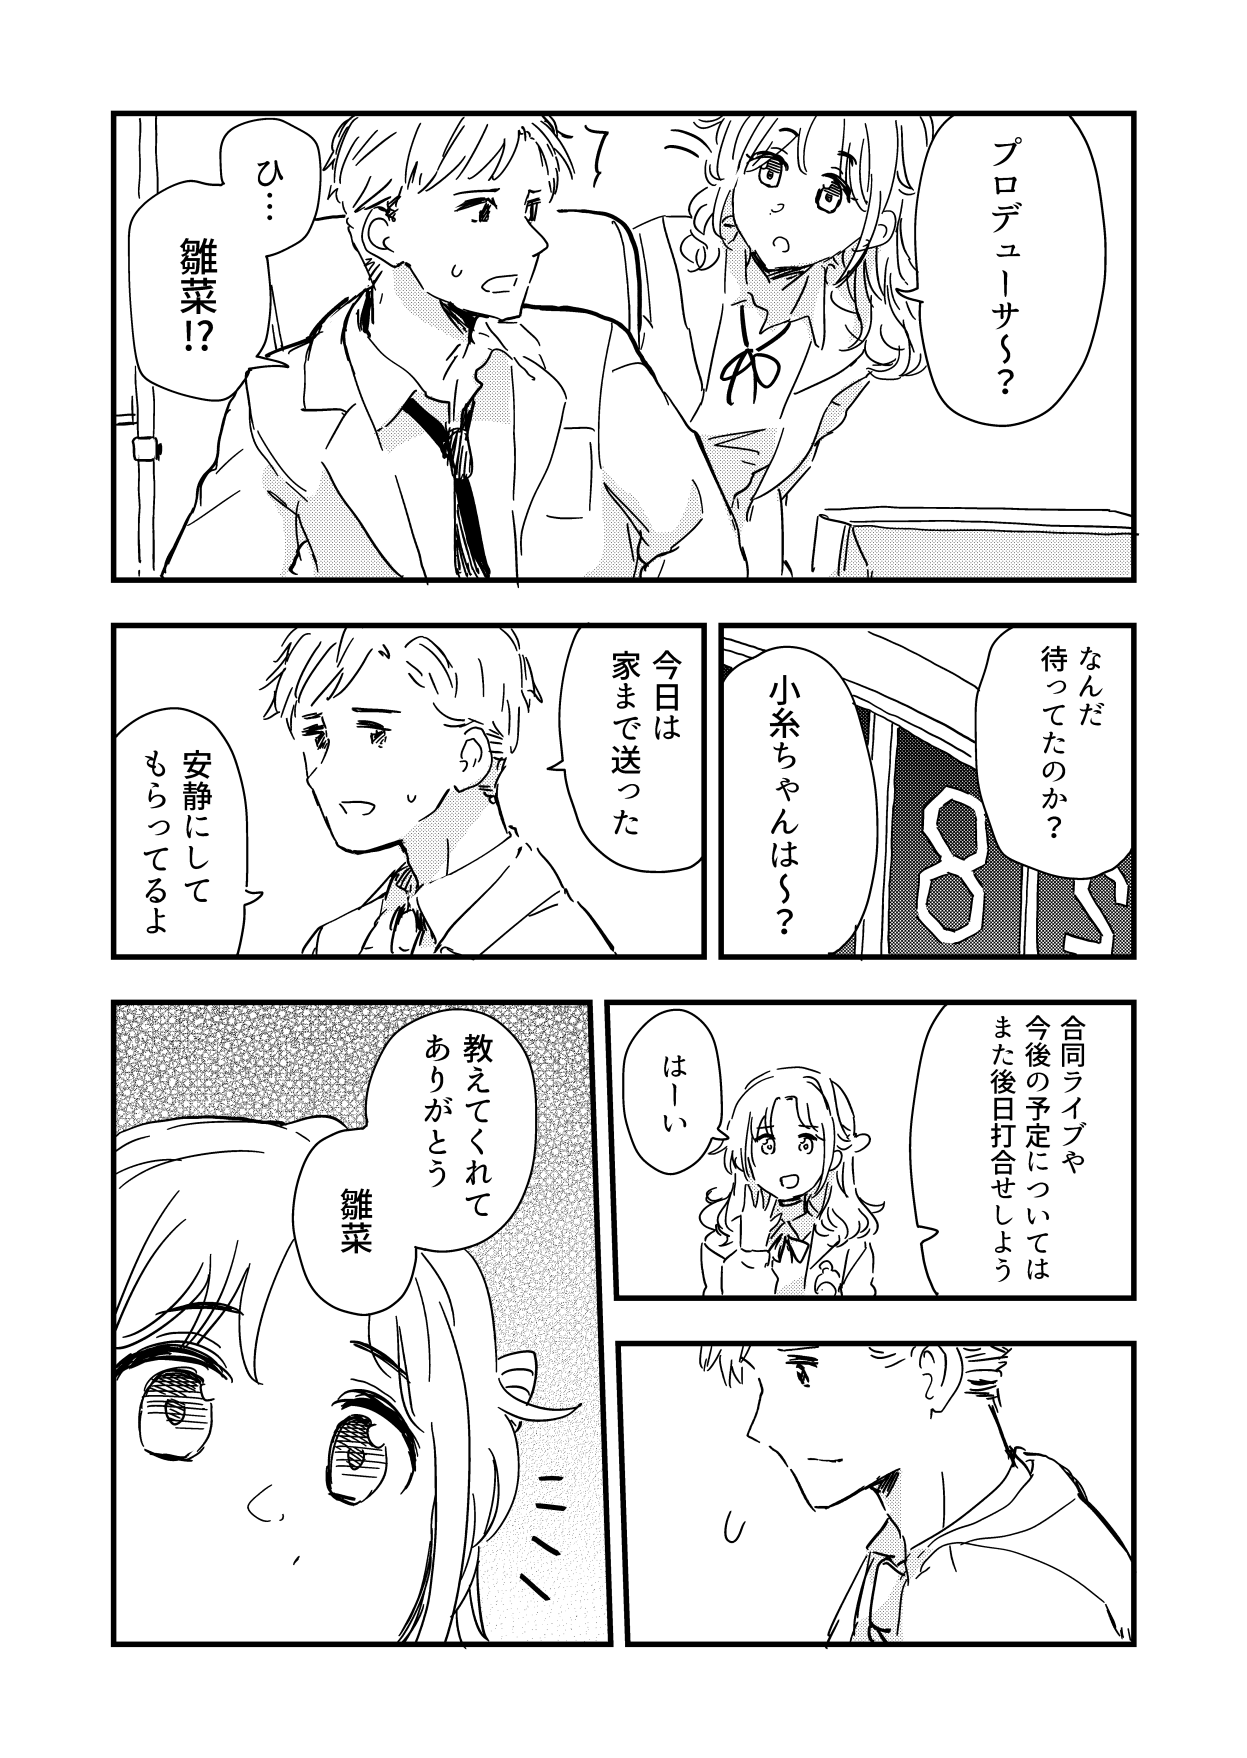 プロデューサ～？
ひ…
雛菜!?
なんだ
待ってたのか？
小糸ちゃんは～？
8
5
今日は
家まで送った
安静にして
もらってるよ
合同ライブや
今後の予定については
また後日打合せしよう
はーい
教えてくれて
ありがとう
雛菜